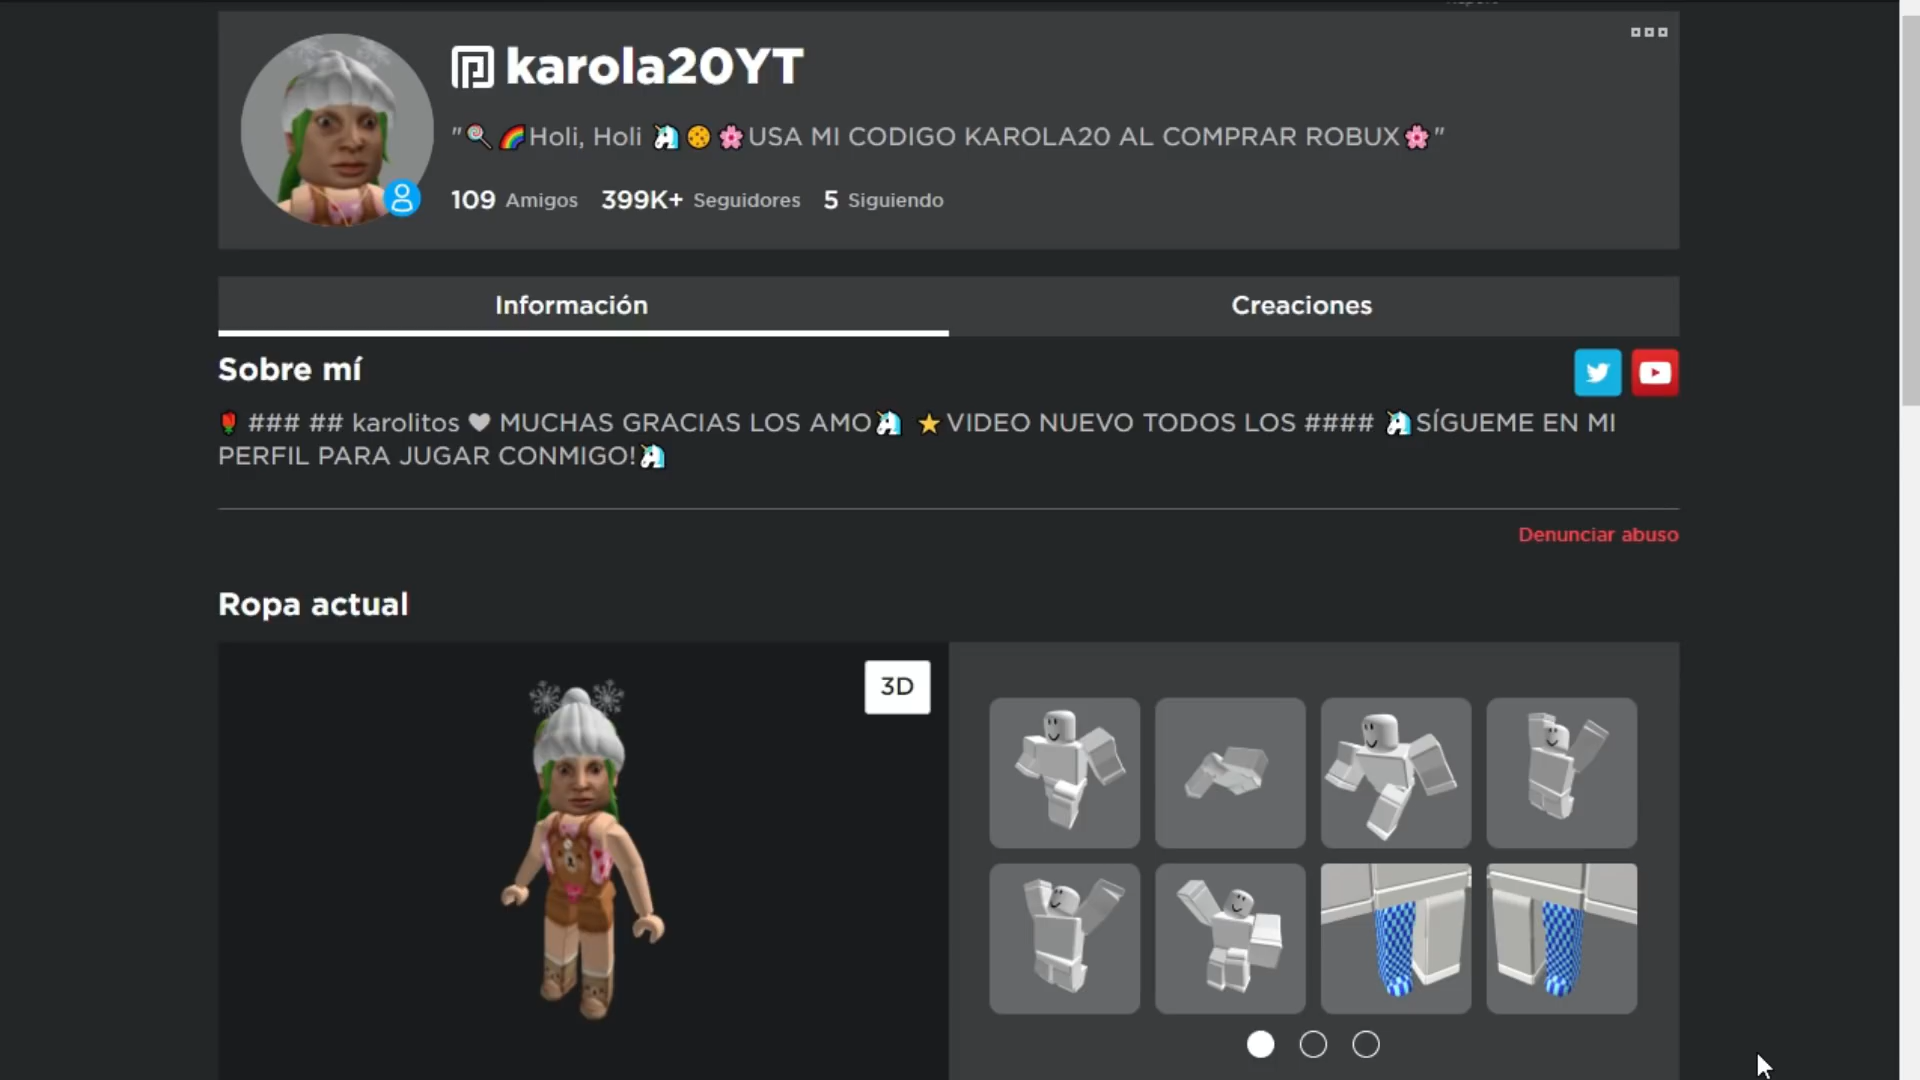 karola20YT
"🍭🌈Holi, Holi 🦄🍪🌸USA MI CODIGO KAROLA20 AL COMPRAR ROBUX🌸"
109 Amigos 399K+ Seguidores 5 Siguiendo
Información Creaciones
Sobre mí
🌹 ### ## karolitos 🤍 MUCHAS GRACIAS LOS AMO🦄 ⭐VIDEO NUEVO TODOS LOS #### 🦄SÍGUEME EN MI
PERFIL PARA JUGAR CONMIGO!🦄
Denunciar abuso
Ropa actual
3D